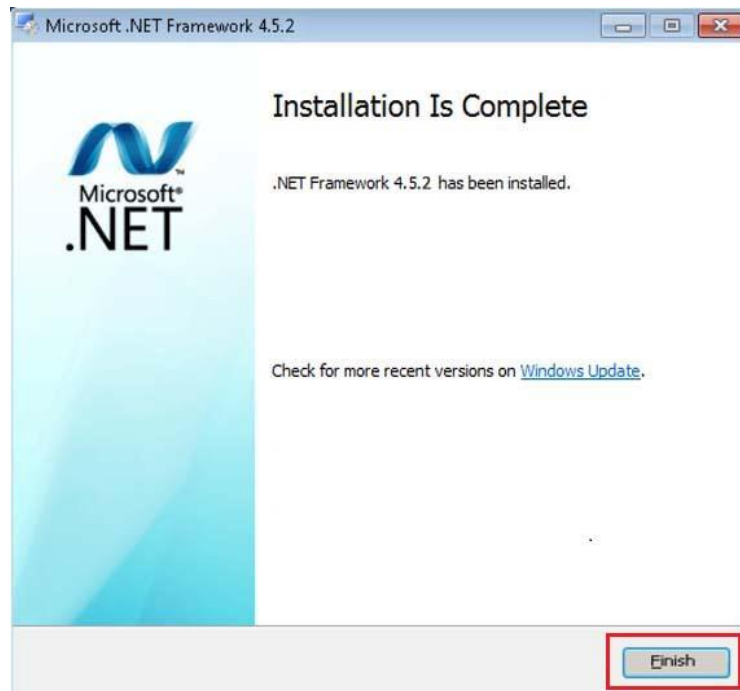 Microsoft .NET Framework 4.5.2
Installation Is Complete
.NET Framework 4.5.2 has been installed.
Microsoft®
.NET
™
Check for more recent versions on Windows Update.
Finish